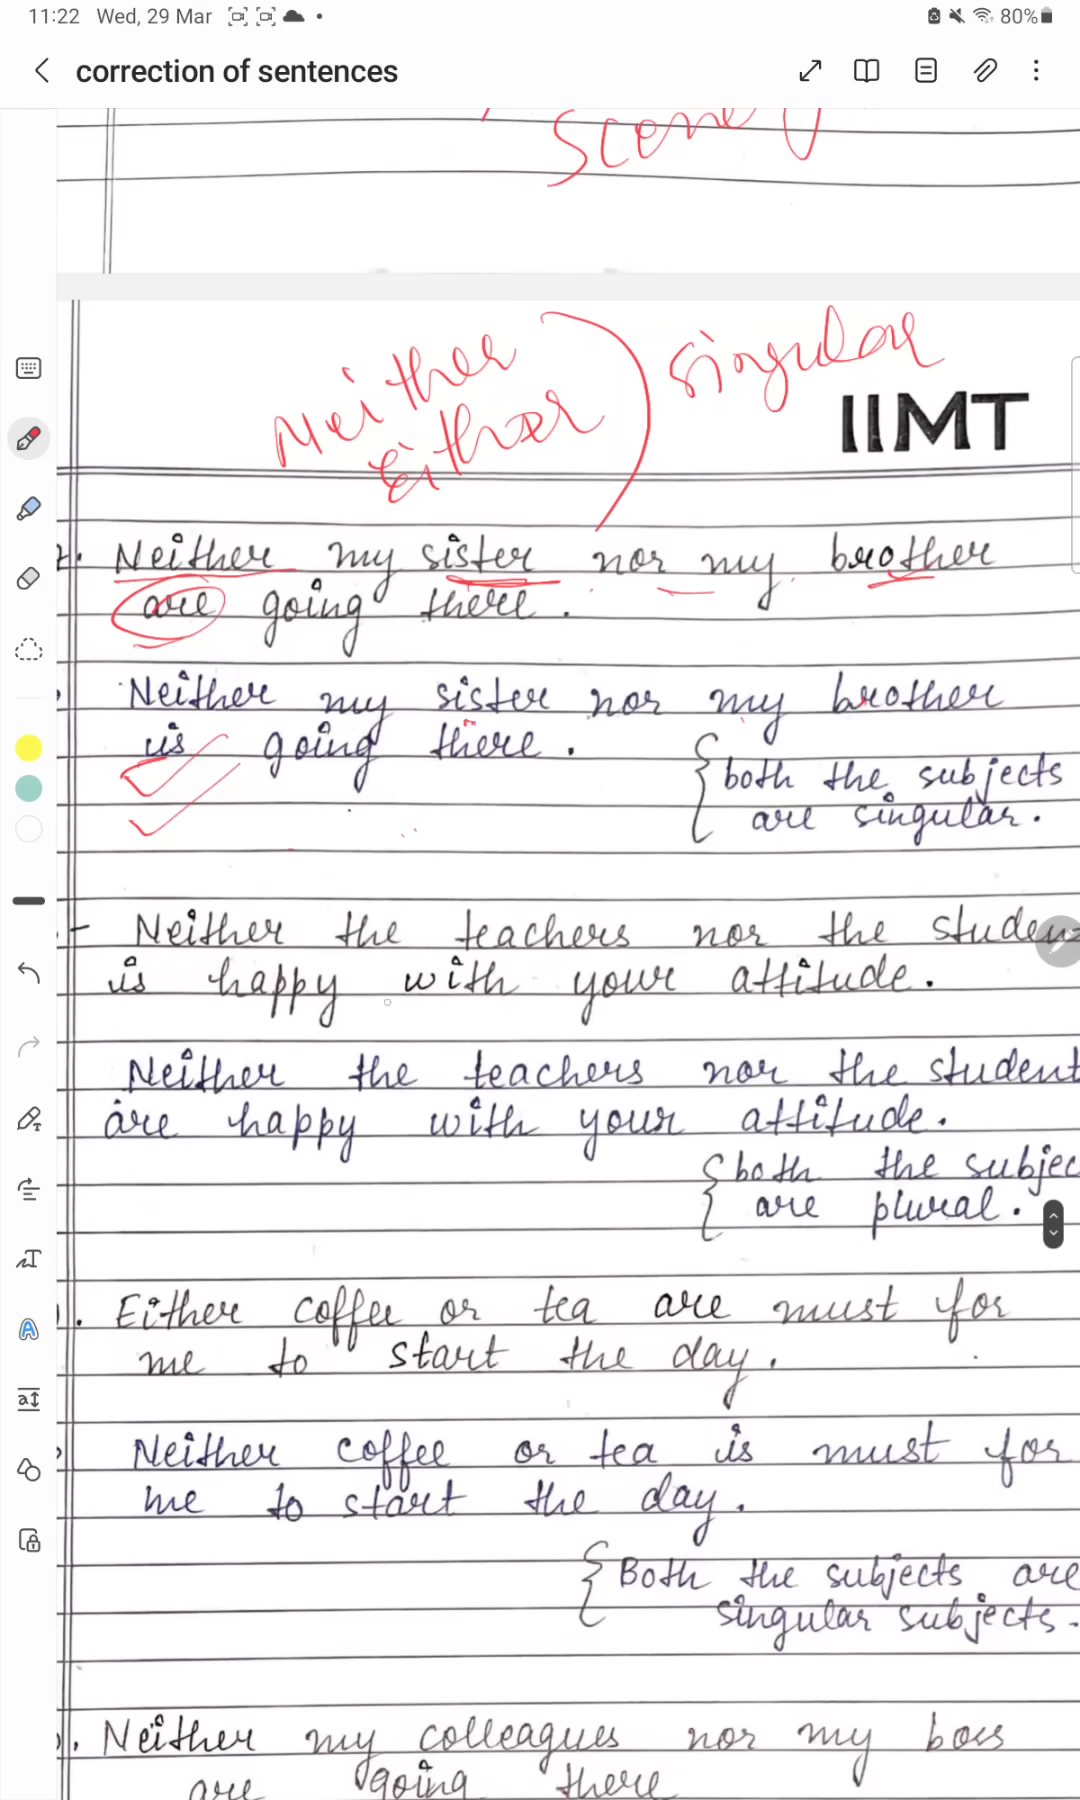 11:22 Wed, 29 Mar
80%
correction of sentences
Scene
Neither
Either
Singular
IIMT
Neither my sister nor my brother
are going there.
Neither my sister nor my brother
is going there.
both the subjects
are singular.
Neither the teachers nor the studen
is happy with your attitude.
Neither the teachers nor the student
are happy with your attitude.
both the subjec
are plural.
Either coffee or tea are must for
me to start the day.
Neither coffee or tea is must for
me to start the day.
Both the subjects are
singular subjects.
Neither my colleagues nor my boss
are going there